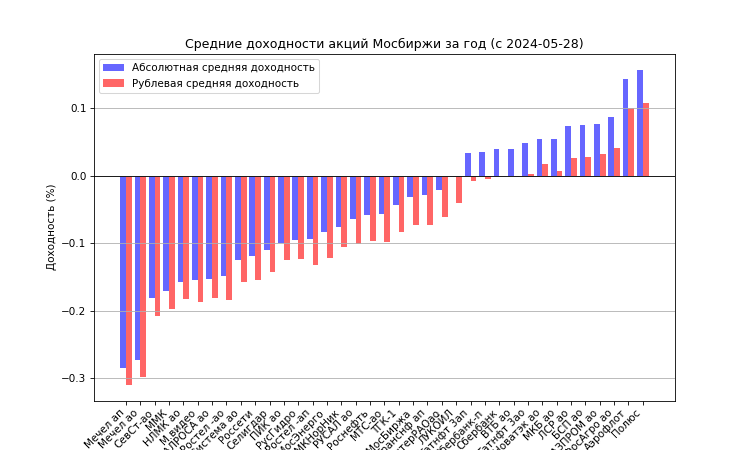 Средние доходности акций Мосбиржи за год (с 2024-05-28)
Абсолютная средняя доходность
Рублевая средняя доходность
Доходность (%)
0.1
0.0
−0.1
−0.2
−0.3
Мечел ап
Мечел ао
СевСт-ао
ММК
НЛМК ао
М.видео
АЛРОСА ао
Ростел -ао
Система ао
Россети
Селигдар
ПИК ао
РусГидро
Ростел -ап
МосЭнерго
ГМКНорНик
РУСАЛ ао
Роснефть
МТС-ао
ТГК-1
МосБиржа
Транснф ап
ИнтерРАОао
ЛУКОЙЛ
Татнфт 3ап
Сбербанк-п
Сбербанк
ВТБ ао
Татнфт 3ао
Новатэк ао
МКБ ао
ЛСР ао
БСП ао
ГАЗПРОМ ао
РосАгро ао
Аэрофлот
Полюс